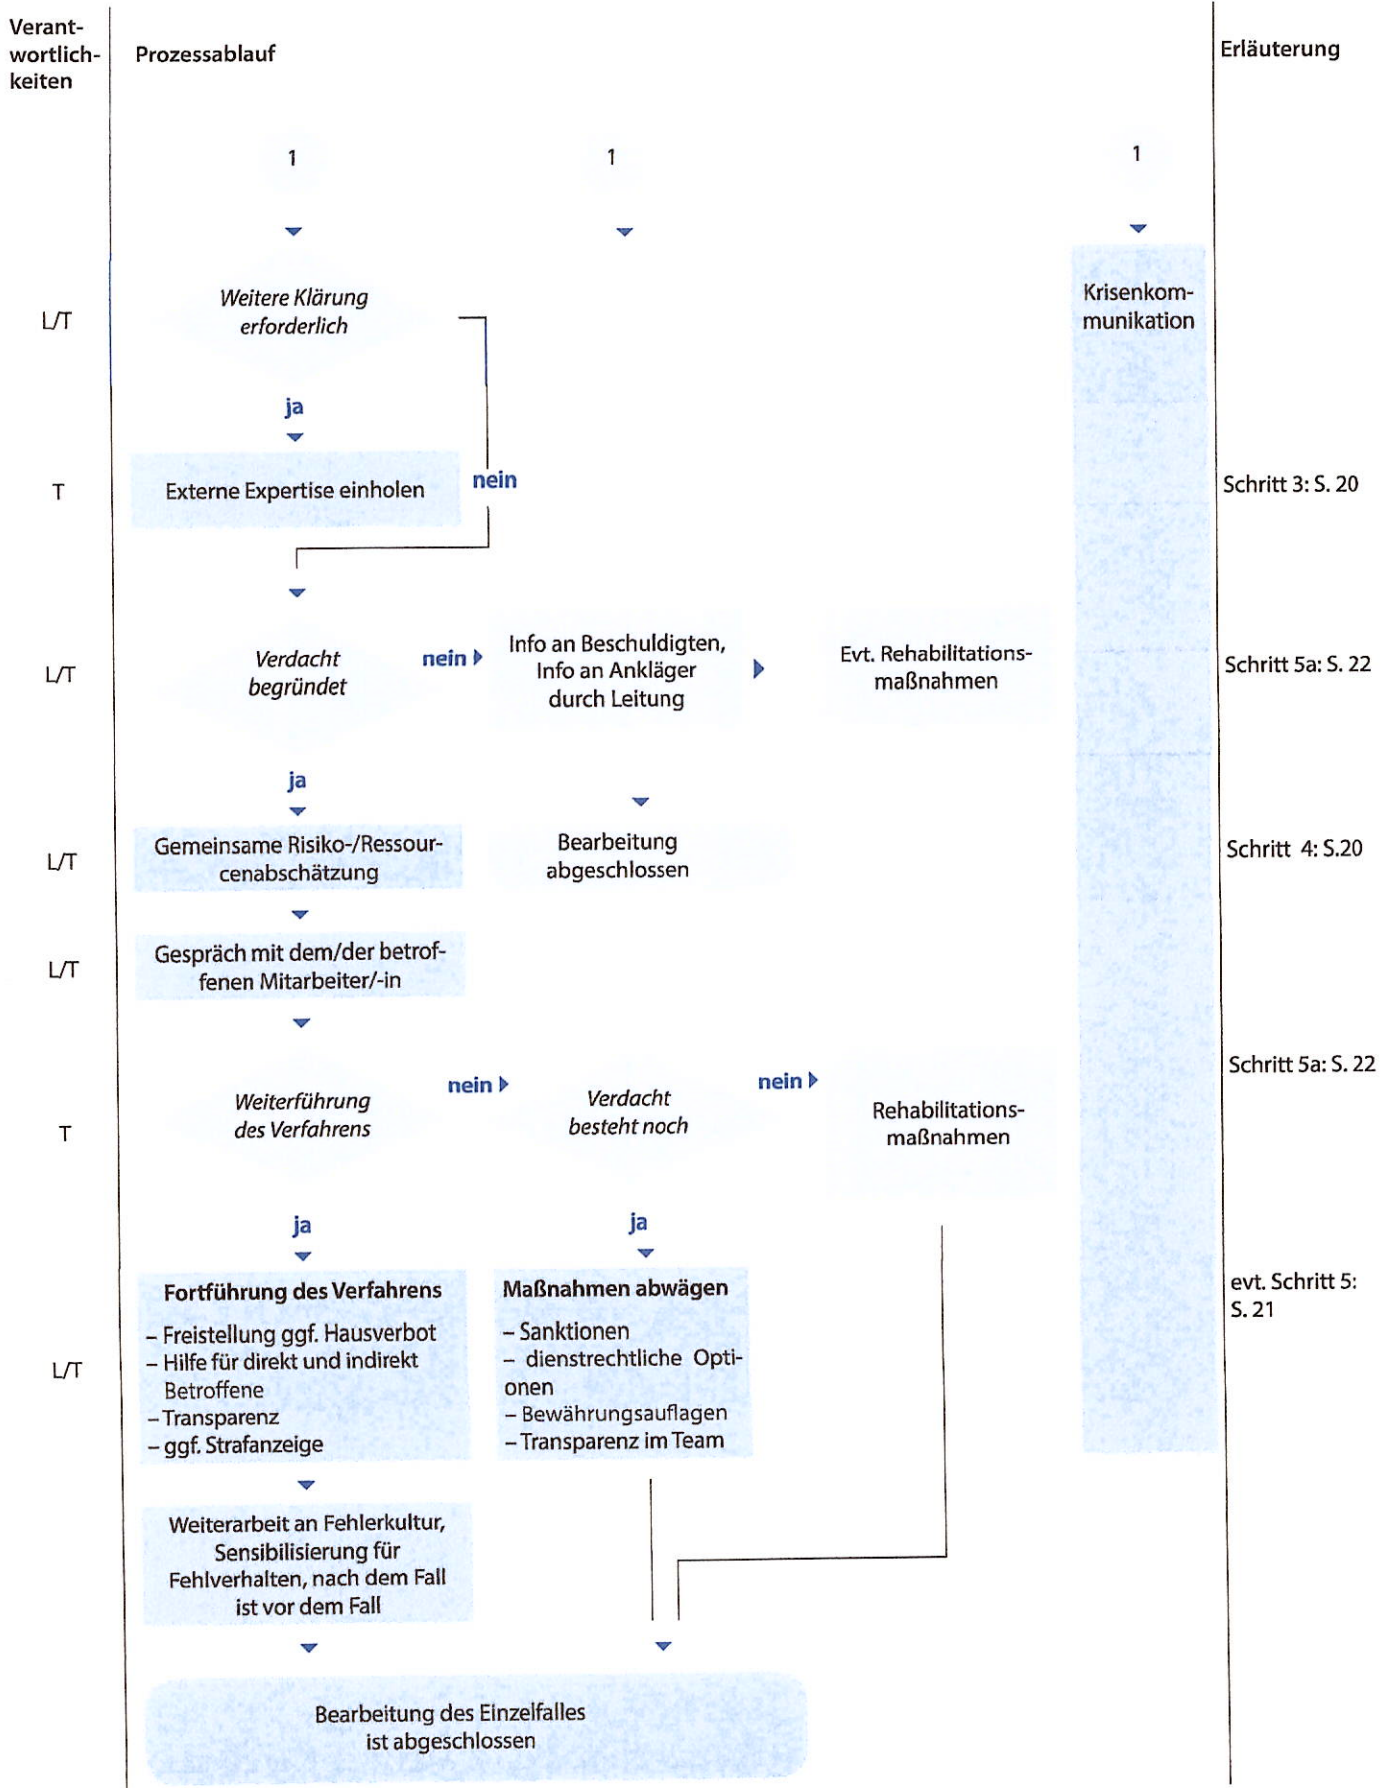 Verant-
wortlich-
keiten
Prozessablauf
Erläuterung
1
1
1
L/T
Weitere Klärung
erforderlich
Krisenkom-
munikation
ja
T
Externe Expertise einholen
nein
Schritt 3: S. 20
L/T
Verdacht
begründet
nein
Info an Beschuldigten,
Info an Ankläger
durch Leitung
Evt. Rehabilitations-
maßnahmen
Schritt 5a: S. 22
ja
L/T
Gemeinsame Risiko-/Ressour-
cenabschätzung
Bearbeitung
abgeschlossen
Schritt 4: S.20
L/T
Gespräch mit dem/der betrof-
fenen Mitarbeiter/-in
T
Weiterführung
des Verfahrens
nein
Verdacht
besteht noch
nein
Rehabilitations-
maßnahmen
Schritt 5a: S. 22
ja
ja
L/T
Fortführung des Verfahrens
– Freistellung ggf. Hausverbot
– Hilfe für direkt und indirekt
Betroffene
– Transparenz
– ggf. Strafanzeige
Maßnahmen abwägen
– Sanktionen
– dienstrechtliche Opti-
onen
– Bewährungsauflagen
– Transparenz im Team
evt. Schritt 5:
S. 21
Weiterarbeit an Fehlerkultur,
Sensibilisierung für
Fehlverhalten, nach dem Fall
ist vor dem Fall
Bearbeitung des Einzelfalles
ist abgeschlossen